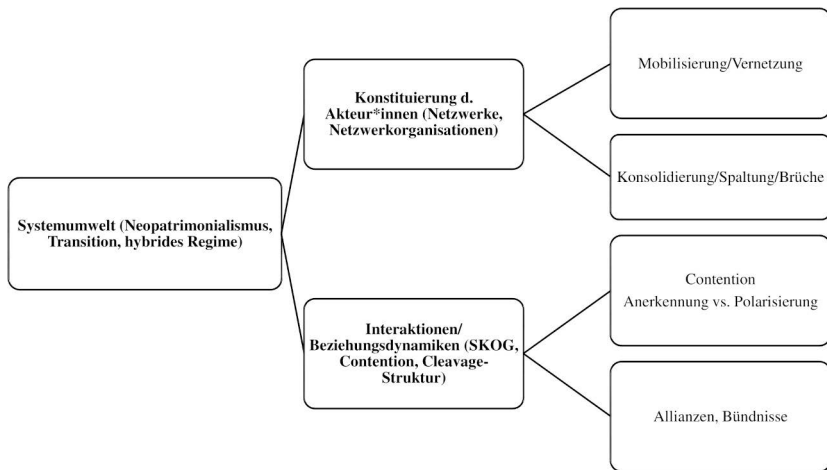 Systemumwelt (Neopatrimonialismus,
Transition, hybrides Regime)
Konstituierung d.
Akteur*innen (Netzwerke,
Netzwerkorganisationen)
Mobilisierung/Vernetzung
Konsolidierung/Spaltung/Brüche
Interaktionen/
Beziehungsdynamiken (SKOG,
Contention, Cleavage-
Struktur)
Contention
Anerkennung vs. Polarisierung
Allianzen, Bündnisse